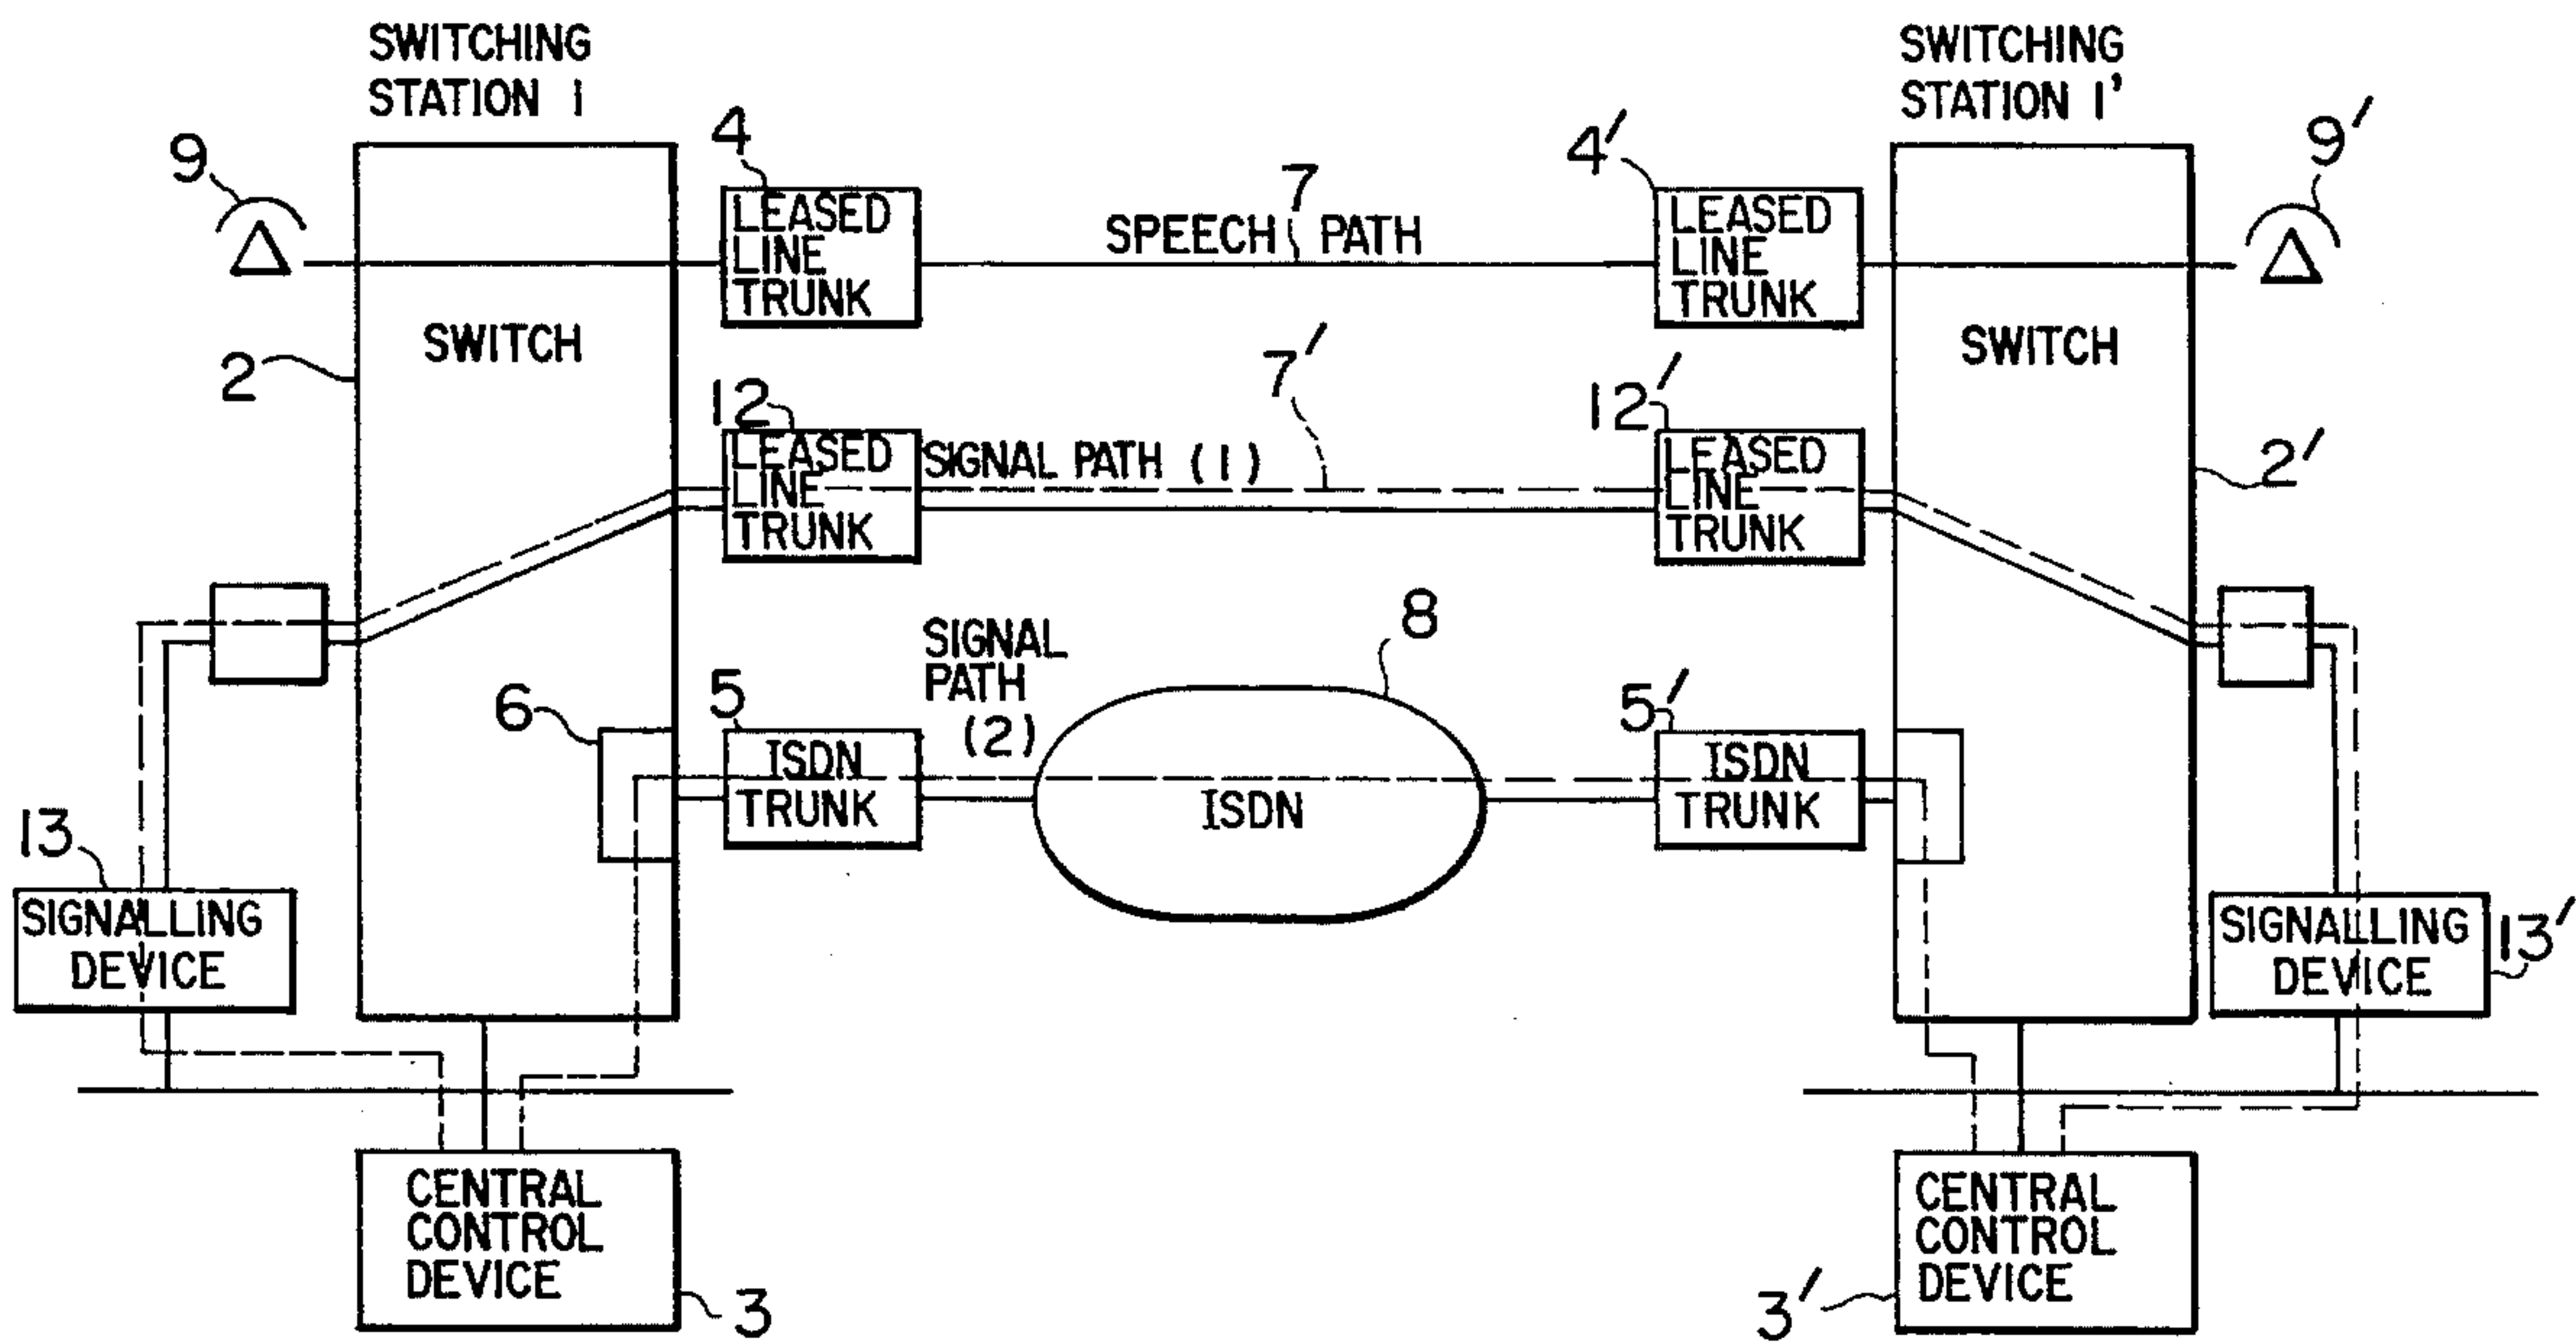 SWITCHING
STATION 1
SWITCHING
STATION 1'
9
4
7
4'
9'
LEASED
LINE
TRUNK
SPEECH PATH
LEASED
LINE
TRUNK
SWITCH
SWITCH
2
7'
12
12'
2'
LEASED
LINE
TRUNK
SIGNAL PATH (1)
LEASED
LINE
TRUNK
SIGNAL
PATH
(2)
8
6
5
5'
ISDN
TRUNK
ISDN
ISDN
TRUNK
13
SIGNALLING
DEVICE
SIGNALLING
DEVICE
13'
CENTRAL
CONTROL
DEVICE
3
CENTRAL
CONTROL
DEVICE
3'